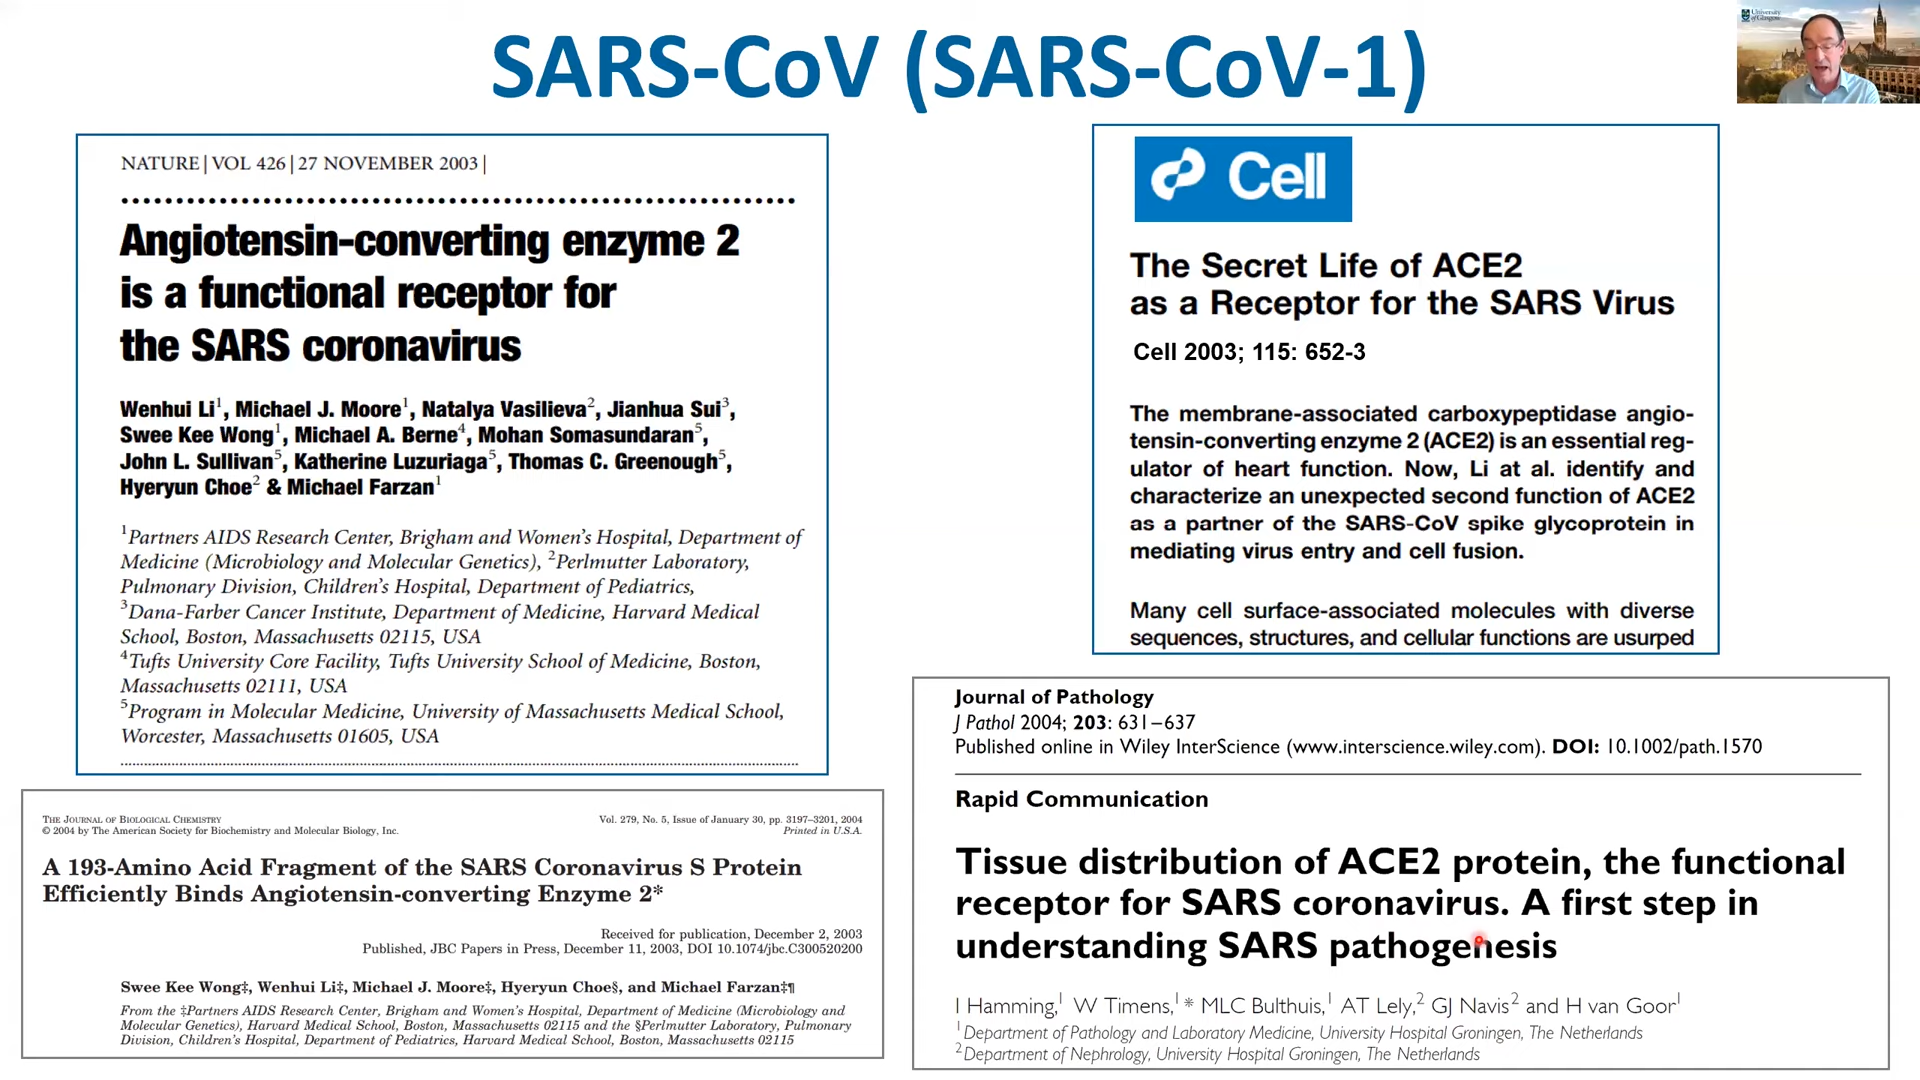 SARS-CoV (SARS-CoV-1)
University
of Glasgow
NATURE | VOL 426 | 27 NOVEMBER 2003 |
Angiotensin-converting enzyme 2
is a functional receptor for
the SARS coronavirus
Wenhui Li1, Michael J. Moore1, Natalya Vasilieva2, Jianhua Sui3,
Swee Kee Wong1, Michael A. Berne4, Mohan Somasundaran5,
John L. Sullivan5, Katherine Luzuriaga5, Thomas C. Greenough5,
Hyeryun Choe2 & Michael Farzan1
1Partners AIDS Research Center, Brigham and Women's Hospital, Department of
Medicine (Microbiology and Molecular Genetics), 2Perlmutter Laboratory,
Pulmonary Division, Children's Hospital, Department of Pediatrics,
3Dana-Farber Cancer Institute, Department of Medicine, Harvard Medical
School, Boston, Massachusetts 02115, USA
4Tufts University Core Facility, Tufts University School of Medicine, Boston,
Massachusetts 02111, USA
5Program in Molecular Medicine, University of Massachusetts Medical School,
Worcester, Massachusetts 01605, USA
Cell
The Secret Life of ACE2
as a Receptor for the SARS Virus
Cell 2003; 115: 652-3
The membrane-associated carboxypeptidase angio-
tensin-converting enzyme 2 (ACE2) is an essential reg-
ulator of heart function. Now, Li at al. identify and
characterize an unexpected second function of ACE2
as a partner of the SARS-CoV spike glycoprotein in
mediating virus entry and cell fusion.
Many cell surface-associated molecules with diverse
sequences, structures, and cellular functions are usurped
THE JOURNAL OF BIOLOGICAL CHEMISTRY
© 2004 by The American Society for Biochemistry and Molecular Biology, Inc.
Vol. 279, No. 5, Issue of January 30, pp. 3197–3201, 2004
Printed in U.S.A.
A 193-Amino Acid Fragment of the SARS Coronavirus S Protein
Efficiently Binds Angiotensin-converting Enzyme 2*
Received for publication, December 2, 2003
Published, JBC Papers in Press, December 11, 2003, DOI 10.1074/jbc.C300520200
Swee Kee Wong‡, Wenhui Li‡, Michael J. Moore‡, Hyeryun Choe§, and Michael Farzan‡¶
From the ‡Partners AIDS Research Center, Brigham and Women's Hospital, Department of Medicine (Microbiology and
Molecular Genetics), Harvard Medical School, Boston, Massachusetts 02115 and the §Perlmutter Laboratory, Pulmonary
Division, Children's Hospital, Department of Pediatrics, Harvard Medical School, Boston, Massachusetts 02115
Journal of Pathology
J Pathol 2004; 203: 631–637
Published online in Wiley InterScience (www.interscience.wiley.com). DOI: 10.1002/path.1570
Rapid Communication
Tissue distribution of ACE2 protein, the functional
receptor for SARS coronavirus. A first step in
understanding SARS pathogenesis
I Hamming,1 W Timens,1* MLC Bulthuis,1 AT Lely,2 GJ Navis2 and H van Goor1
1Department of Pathology and Laboratory Medicine, University Hospital Groningen, The Netherlands
2Department of Nephrology, University Hospital Groningen, The Netherlands